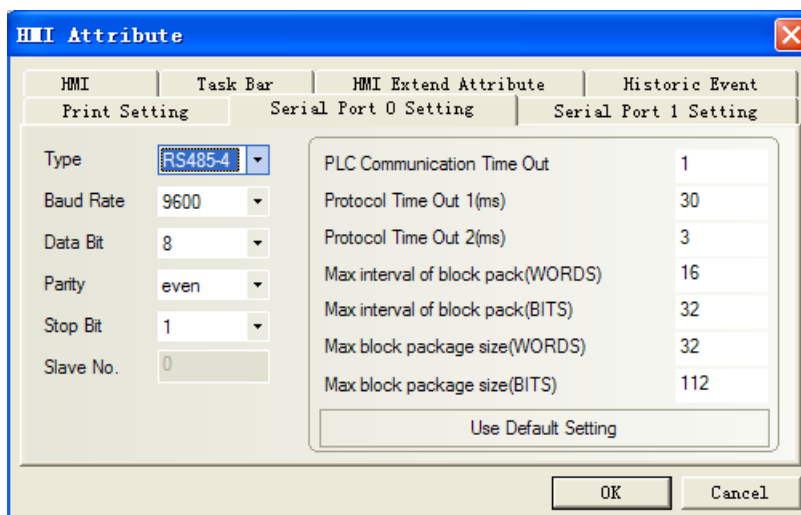 HMI Attribute
HMI Task Bar HMI Extend Attribute Historic Event
Print Setting Serial Port 0 Setting Serial Port 1 Setting
Type RS485-4
Baud Rate 9600
Data Bit 8
Parity even
Stop Bit 1
Slave No. 0
PLC Communication Time Out 1
Protocol Time Out 1(ms) 30
Protocol Time Out 2(ms) 3
Max interval of block pack(WORDS) 16
Max interval of block pack(BITS) 32
Max block package size(WORDS) 32
Max block package size(BITS) 112
Use Default Setting
OK Cancel